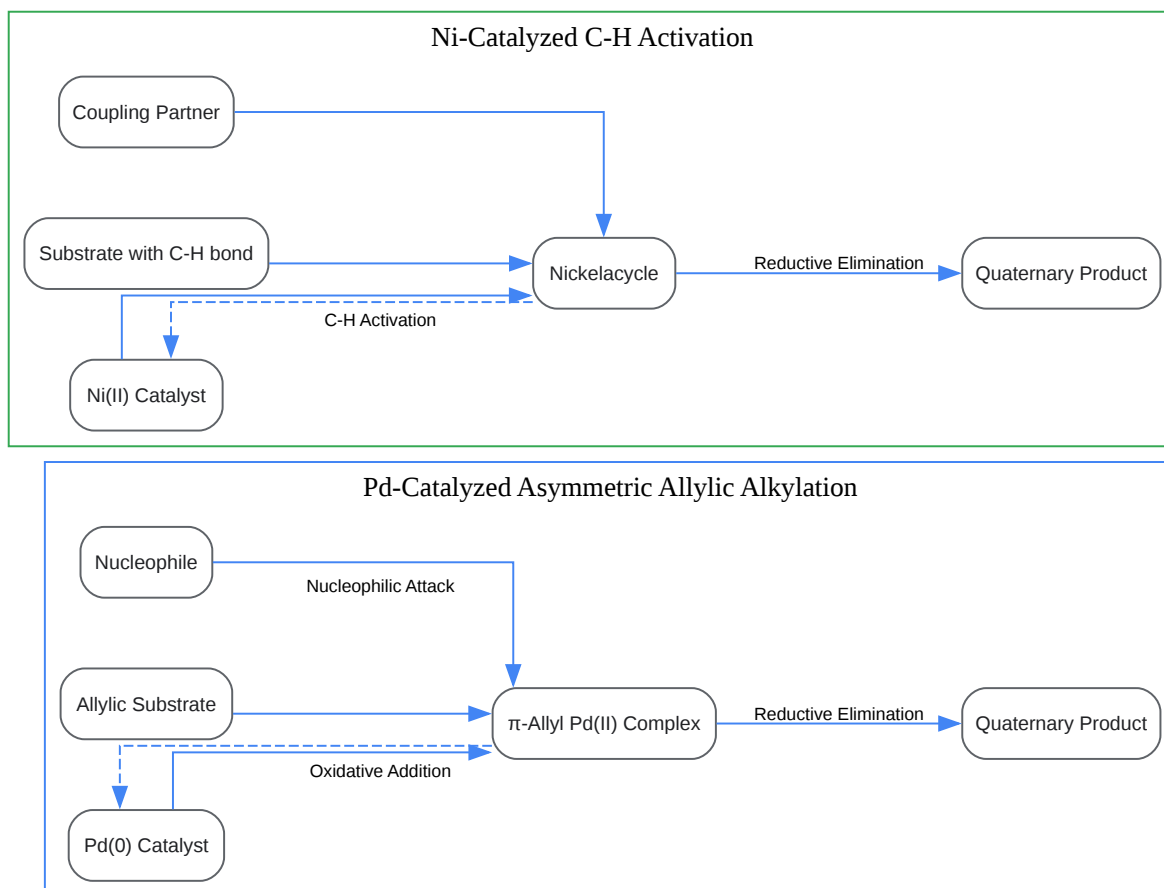 Ni-Catalyzed C-H Activation
Coupling Partner
Substrate with C-H bond
Nickelacycle
Reductive Elimination
Quaternary Product
C-H Activation
Ni(II) Catalyst
Pd-Catalyzed Asymmetric Allylic Alkylation
Nucleophile
Nucleophilic Attack
Allylic Substrate
π-Allyl Pd(II) Complex
Reductive Elimination
Quaternary Product
Oxidative Addition
Pd(0) Catalyst